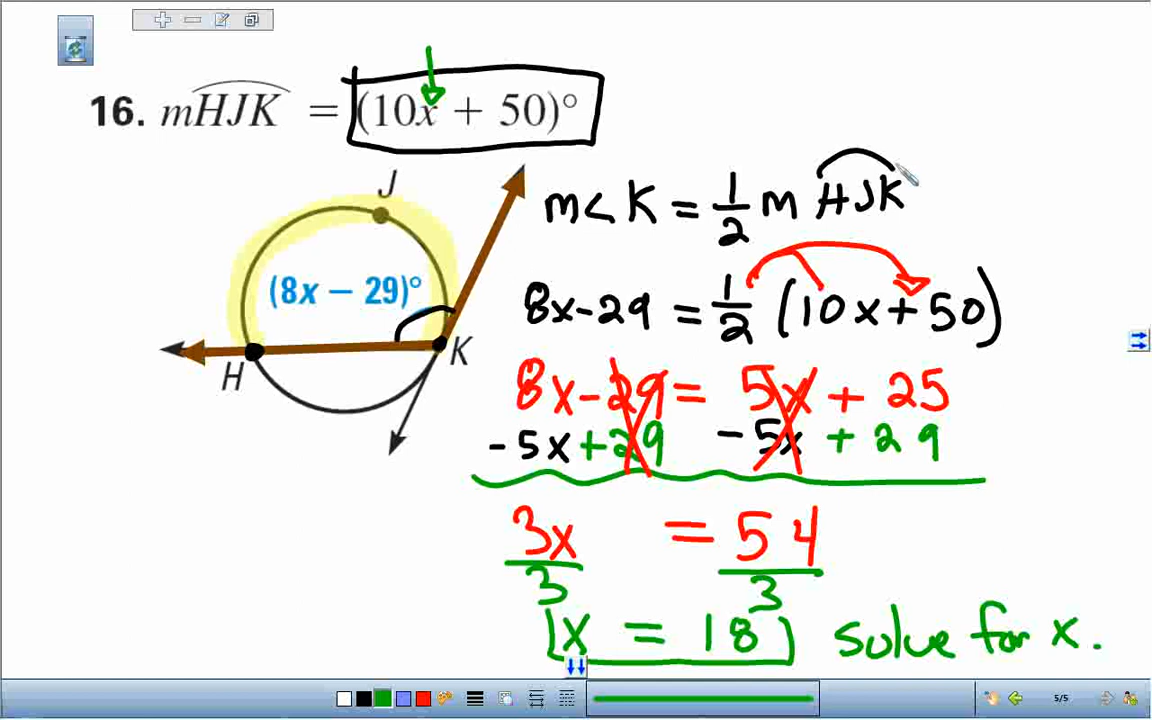 16. mHJK = (10x + 50)°
J
(8x − 29)°
H
K
m< K = 1/2 m HJK
8x-29 = 1/2 (10x+50)
8x-29 = 5x + 25
-5x +29 -5x + 29
3x = 54
3 3
x = 18 solve for x.
5/5